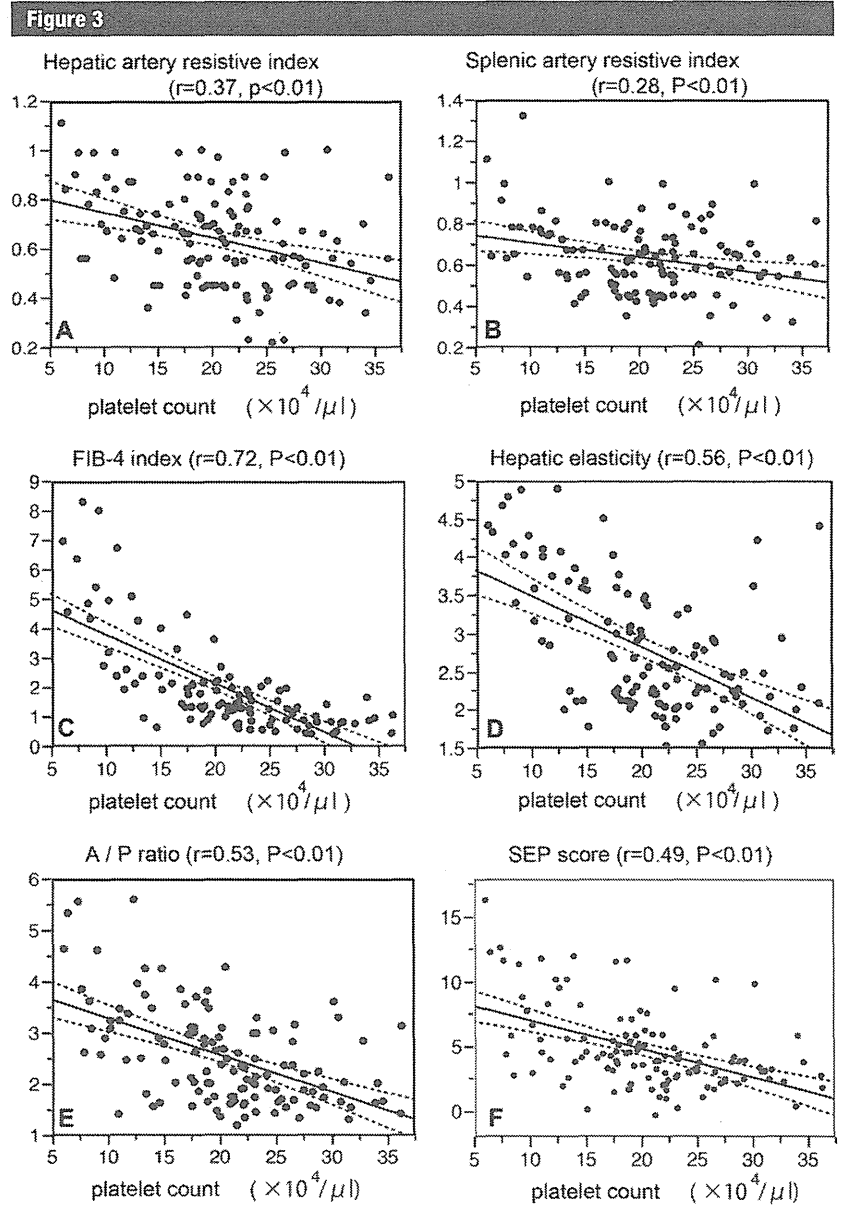 Figure 3
Hepatic artery resistive index
(r=0.37, p<0.01)
1.2
1
0.8
0.6
0.4
0.2
A
5 10 15 20 25 30 35
platelet count (×10⁴/μl)
Splenic artery resistive index
(r=0.28, P<0.01)
1.4
1.2
1
0.8
0.6
0.4
0.2
B
5 10 15 20 25 30 35
platelet count (×10⁴/μl)
FIB-4 index (r=0.72, P<0.01)
9
8
7
6
5
4
3
2
1
0
C
5 10 15 20 25 30 35
platelet count (×10⁴/μl)
Hepatic elasticity (r=0.56, P<0.01)
5
4.5
4
3.5
3
2.5
2
1.5
D
5 10 15 20 25 30 35
platelet count (×10⁴/μl)
A / P ratio (r=0.53, P<0.01)
6
5
4
3
2
1
E
5 10 15 20 25 30 35
platelet count (×10⁴/μl)
SEP score (r=0.49, P<0.01)
15
10
5
0
F
5 10 15 20 25 30 35
platelet count (×10⁴/μl)